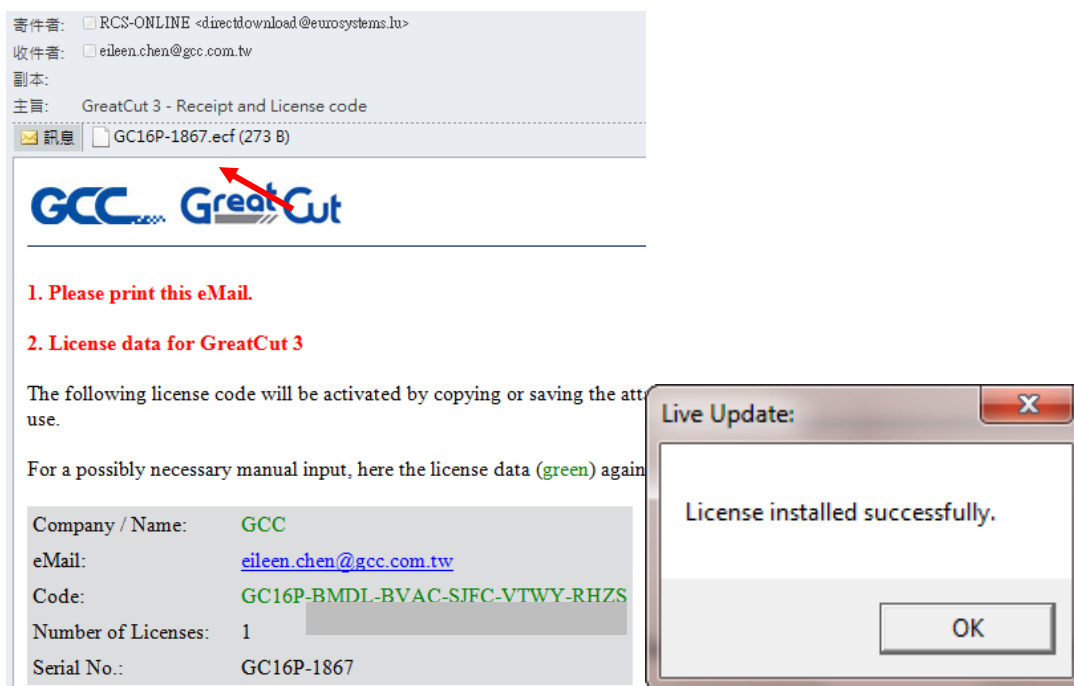 寄件者: RCS-ONLINE <directdownload@eurosystems.lu>
收件者: eileen.chen@gcc.com.tw
副本:
主旨: GreatCut 3 - Receipt and License code
訊息 GC16P-1867.ecf (273 B)
GCC GreatCut
1. Please print this eMail.
2. License data for GreatCut 3
The following license code will be activated by copying or saving the
use.
For a possibly necessary manual input, here the license data (green) again
Company / Name: GCC
eMail: eileen.chen@gcc.com.tw
Code: GC16P-BMDL-BVAC-SJFC-VTWY-RHZS
Number of Licenses: 1
Serial No.: GC16P-1867
Live Update:
License installed successfully.
OK